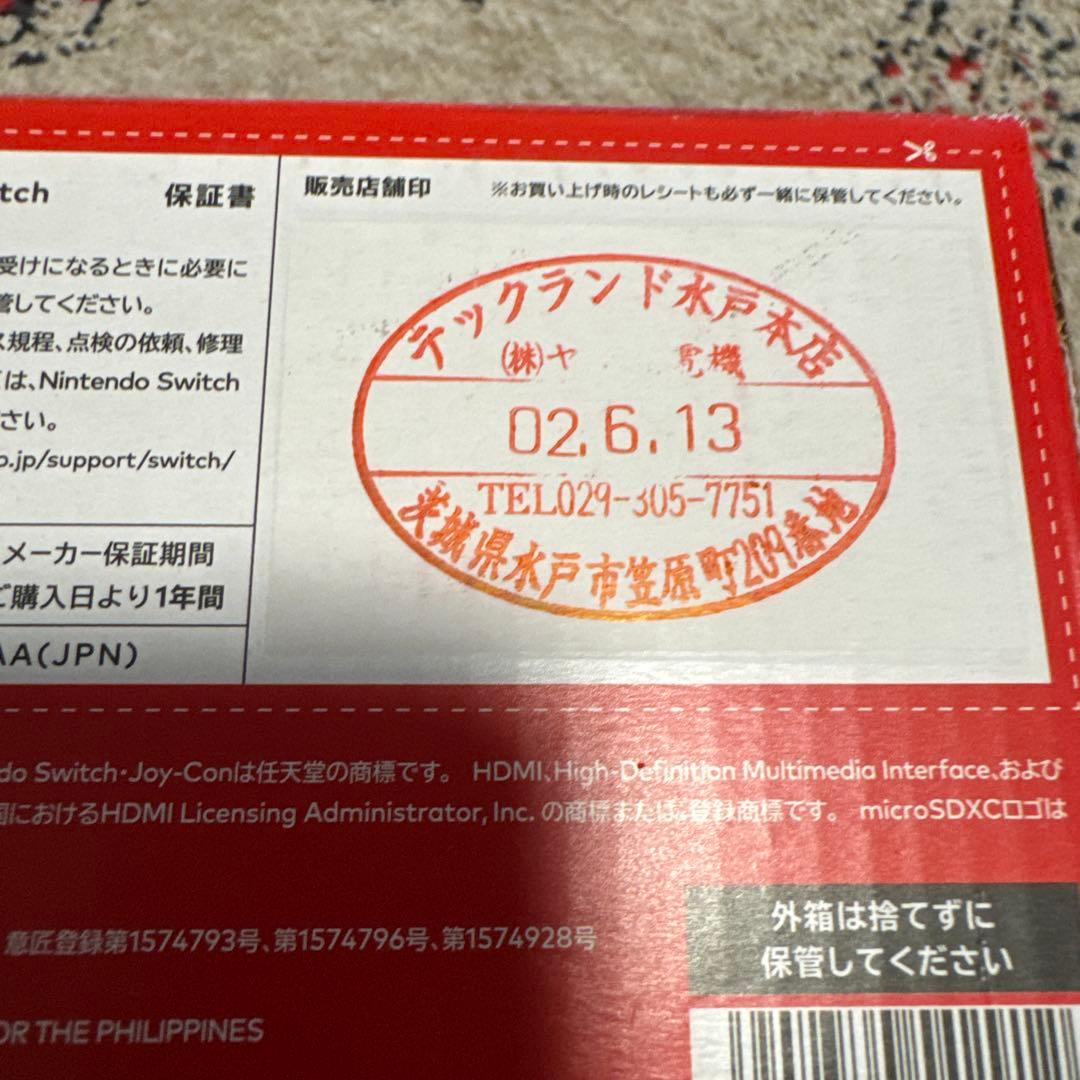 tch 保証書
受けになるときに必要に
管してください。
ス規程、点検の依頼、修理
は、Nintendo Switch
さい。
o.jp/support/switch/
メーカー保証期間
ご購入日より1年間
AA(JPN)
販売店舗印 ※お買い上げ時のレシートも必ず一緒に保管してください。
テックランド水戸本店
(株)ヤ 電機
02.6.13
TEL029-305-7751
茨城県水戸市笠原町209番地
do Switch・Joy-Conは任天堂の商標です。 HDMI、High-Definition Multimedia Interface、および
国におけるHDMI Licensing Administrator, Inc. の商標または、登録商標です。 microSDXCロゴは
意匠登録第1574793号、第1574796号、第1574928号
OR THE PHILIPPINES
外箱は捨てずに
保管してください